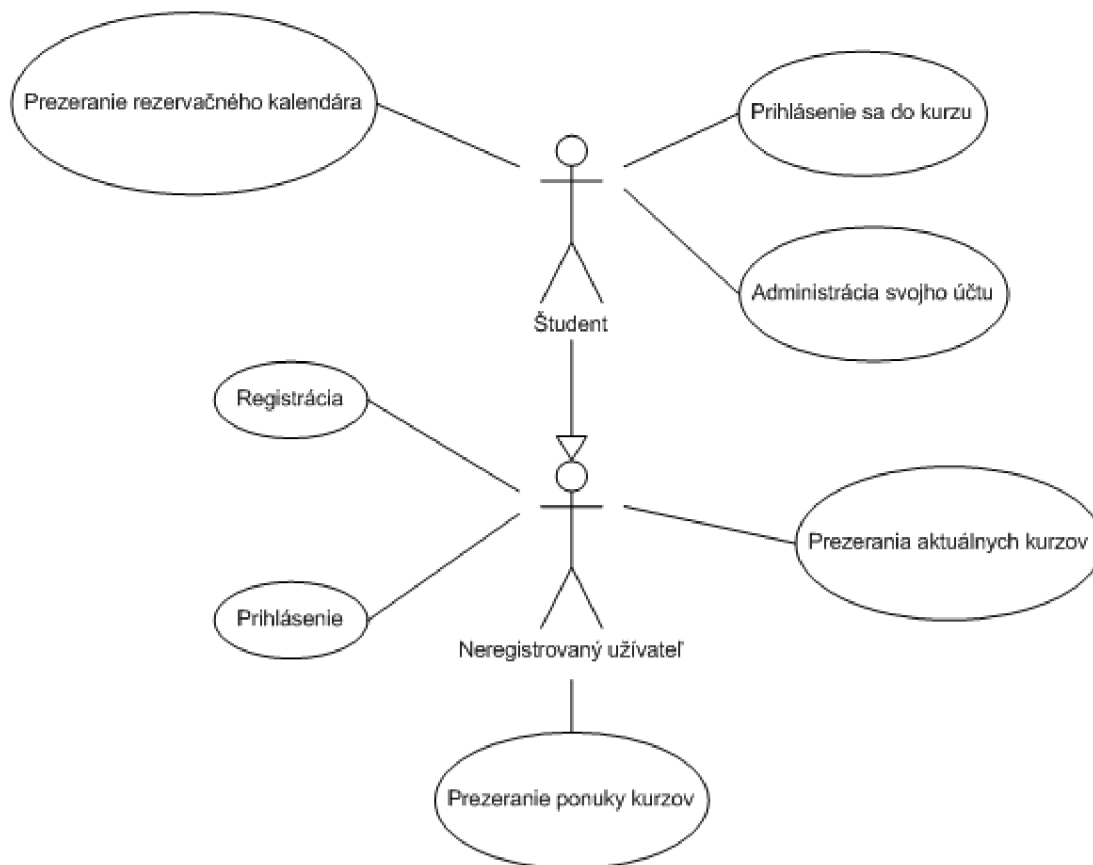 Prezeranie rezervačného kalendára
Prihlásenie sa do kurzu
Administrácia svojho účtu
Študent
Registrácia
Prezerania aktuálnych kurzov
Prihlásenie
Neregistrovaný užívateľ
Prezeranie ponuky kurzov